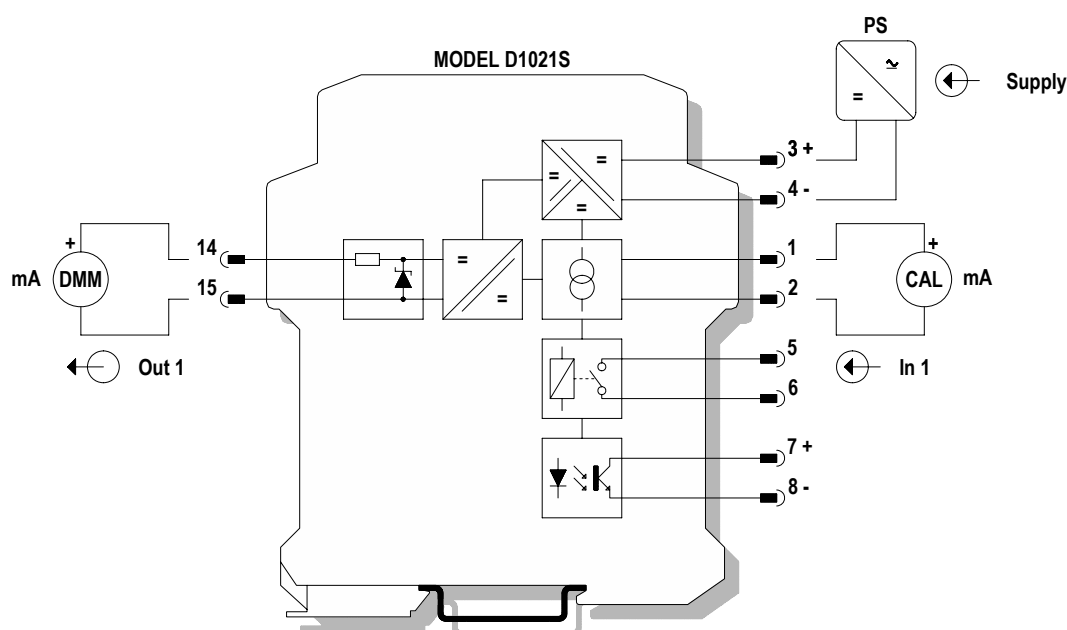 PS
MODEL D1021S
Supply
3 +
4 -
14
15
1
2
+
mA
DMM
+
CAL
mA
Out 1
In 1
5
6
7 +
8 -